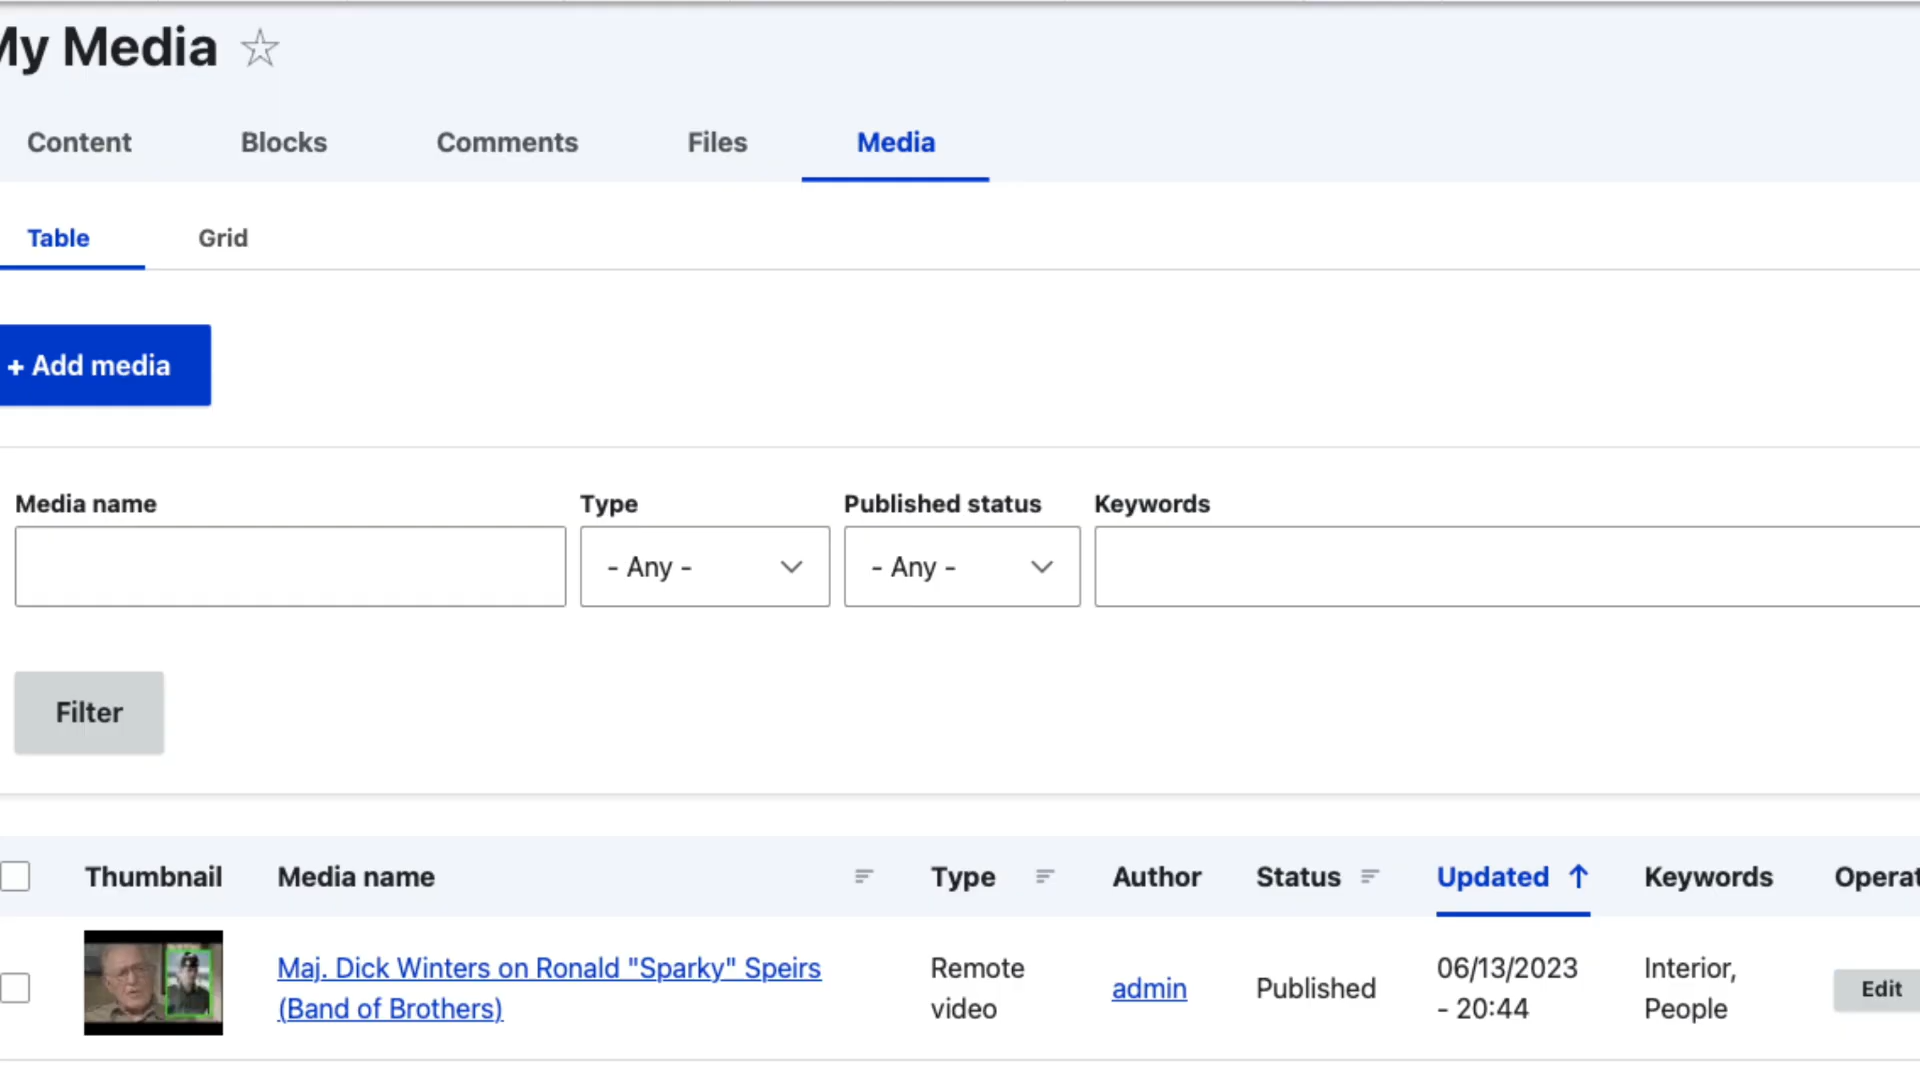 My Media
Content Blocks Comments Files Media
Table Grid
+ Add media
Media name Type Published status Keywords
- Any - - Any -
Filter
Thumbnail Media name Type Author Status Updated Keywords Operat
Maj. Dick Winters on Ronald "Sparky" Speirs
(Band of Brothers)
Remote
video
admin
Published
06/13/2023
- 20:44
Interior,
People
Edit